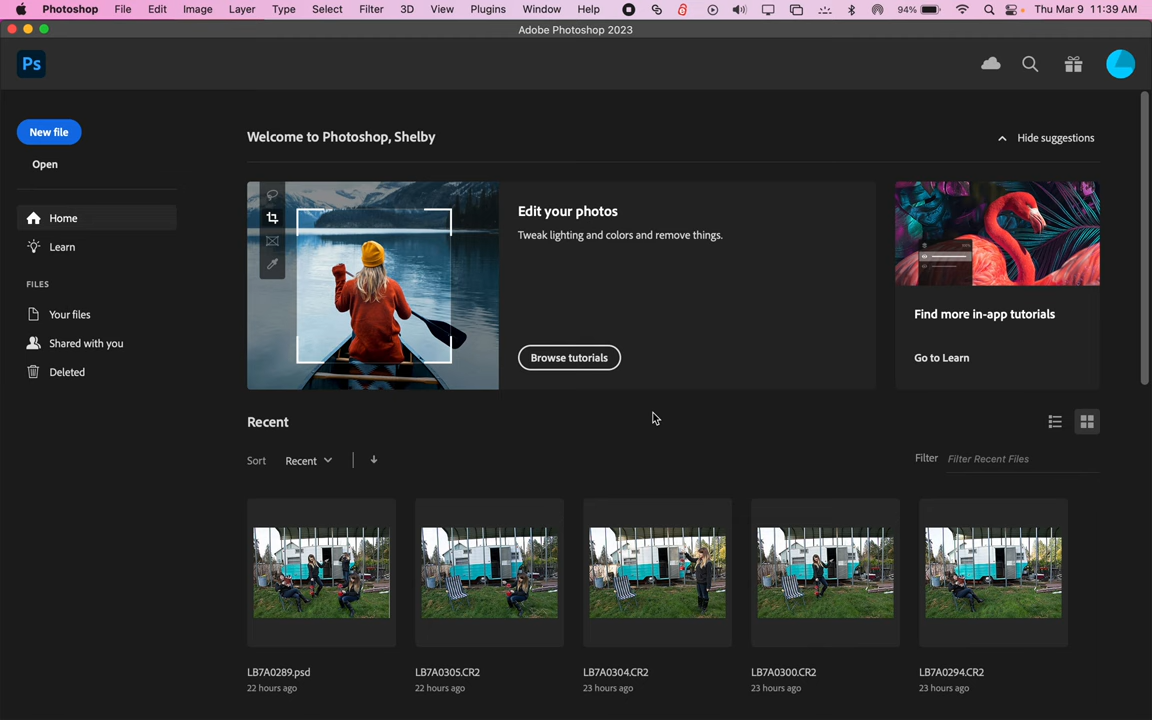 Photoshop File Edit Image Layer Type Select Filter 3D View Plugins Window Help 94% Thu Mar 9 11:39 AM
Adobe Photoshop 2023
Ps
New file
Open
Home
Learn
FILES
Your files
Shared with you
Deleted
Welcome to Photoshop, Shelby
Hide suggestions
Edit your photos
Tweak lighting and colors and remove things.
Browse tutorials
Find more in-app tutorials
Go to Learn
Recent
Sort Recent
Filter Filter Recent Files
LB7A0289.psd
22 hours ago
LB7A0305.CR2
22 hours ago
LB7A0304.CR2
23 hours ago
LB7A0300.CR2
23 hours ago
LB7A0294.CR2
23 hours ago